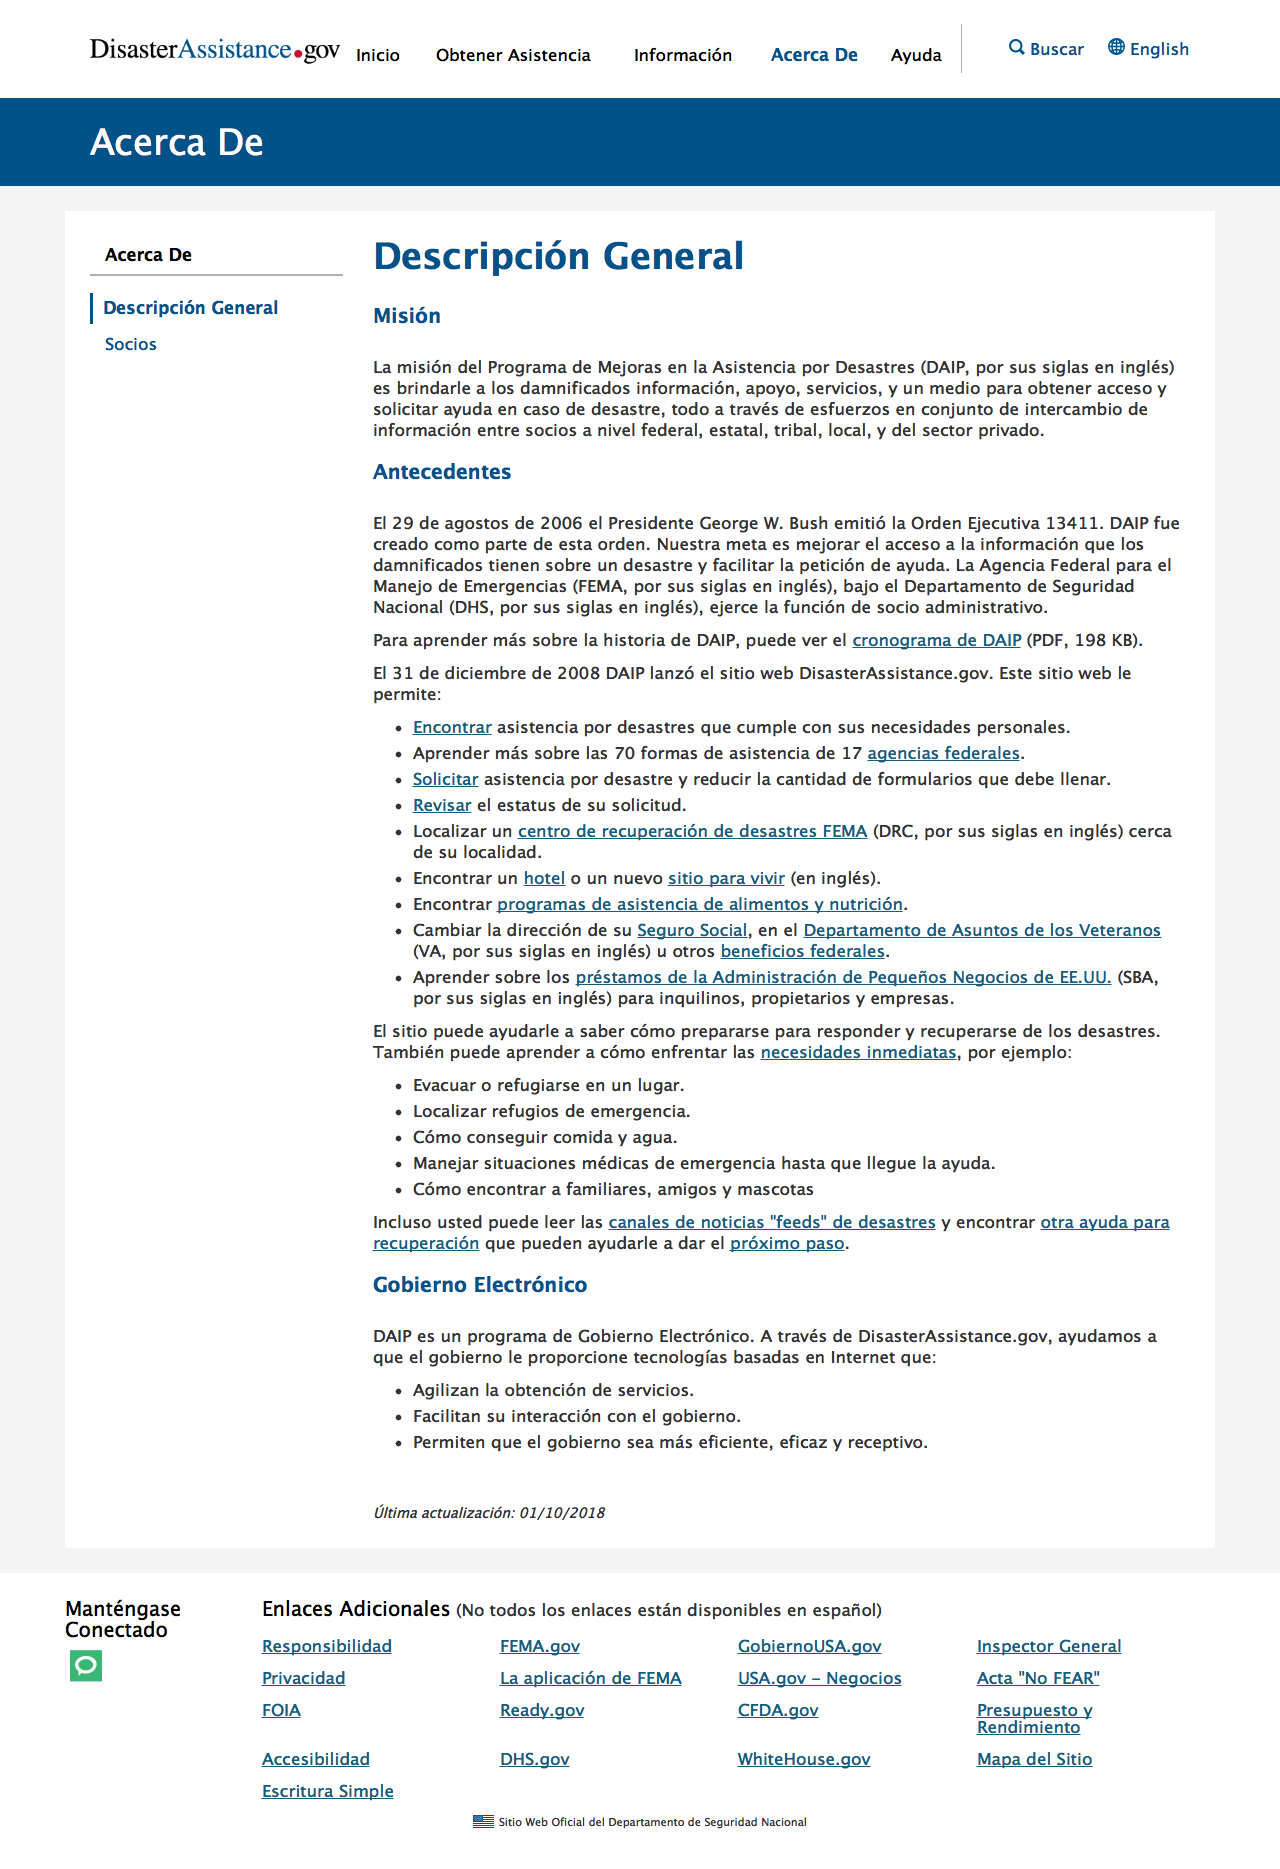 DisasterAssistance.gov
Inicio
Obtener Asistencia
Información
Acerca De
Ayuda
Buscar
English
Acerca De
Acerca De
Descripción General
Socios
Descripción General
Misión
La misión del Programa de Mejoras en la Asistencia por Desastres (DAIP, por sus siglas en inglés)
es brindarle a los damnificados información, apoyo, servicios, y un medio para obtener acceso y
solicitar ayuda en caso de desastre, todo a través de esfuerzos en conjunto de intercambio de
información entre socios a nivel federal, estatal, tribal, local, y del sector privado.
Antecedentes
El 29 de agostos de 2006 el Presidente George W. Bush emitió la Orden Ejecutiva 13411. DAIP fue
creado como parte de esta orden. Nuestra meta es mejorar el acceso a la información que los
damnificados tienen sobre un desastre y facilitar la petición de ayuda. La Agencia Federal para el
Manejo de Emergencias (FEMA, por sus siglas en inglés), bajo el Departamento de Seguridad
Nacional (DHS, por sus siglas en inglés), ejerce la función de socio administrativo.
Para aprender más sobre la historia de DAIP, puede ver el cronograma de DAIP (PDF, 198 KB).
El 31 de diciembre de 2008 DAIP lanzó el sitio web DisasterAssistance.gov. Este sitio web le
permite:
• Encontrar asistencia por desastres que cumple con sus necesidades personales.
• Aprender más sobre las 70 formas de asistencia de 17 agencias federales.
• Solicitar asistencia por desastre y reducir la cantidad de formularios que debe llenar.
• Revisar el estatus de su solicitud.
• Localizar un centro de recuperación de desastres FEMA (DRC, por sus siglas en inglés) cerca
de su localidad.
• Encontrar un hotel o un nuevo sitio para vivir (en inglés).
• Encontrar programas de asistencia de alimentos y nutrición.
• Cambiar la dirección de su Seguro Social, en el Departamento de Asuntos de los Veteranos
(VA, por sus siglas en inglés) u otros beneficios federales.
• Aprender sobre los préstamos de la Administración de Pequeños Negocios de EE.UU. (SBA,
por sus siglas en inglés) para inquilinos, propietarios y empresas.
El sitio puede ayudarle a saber cómo prepararse para responder y recuperarse de los desastres.
También puede aprender a cómo enfrentar las necesidades inmediatas, por ejemplo:
• Evacuar o refugiarse en un lugar.
• Localizar refugios de emergencia.
• Cómo conseguir comida y agua.
• Manejar situaciones médicas de emergencia hasta que llegue la ayuda.
• Cómo encontrar a familiares, amigos y mascotas
Incluso usted puede leer las canales de noticias "feeds" de desastres y encontrar otra ayuda para
recuperación que pueden ayudarle a dar el próximo paso.
Gobierno Electrónico
DAIP es un programa de Gobierno Electrónico. A través de DisasterAssistance.gov, ayudamos a
que el gobierno le proporcione tecnologías basadas en Internet que:
• Agilizan la obtención de servicios.
• Facilitan su interacción con el gobierno.
• Permiten que el gobierno sea más eficiente, eficaz y receptivo.
Última actualización: 01/10/2018
Manténgase
Conectado
Enlaces Adicionales (No todos los enlaces están disponibles en español)
Responsibilidad
FEMA.gov
GobiernoUSA.gov
Inspector General
Privacidad
La aplicación de FEMA
USA.gov – Negocios
Acta "No FEAR"
FOIA
Ready.gov
CFDA.gov
Presupuesto y
Rendimiento
Accesibilidad
DHS.gov
WhiteHouse.gov
Mapa del Sitio
Escritura Simple
Sitio Web Oficial del Departamento de Seguridad Nacional